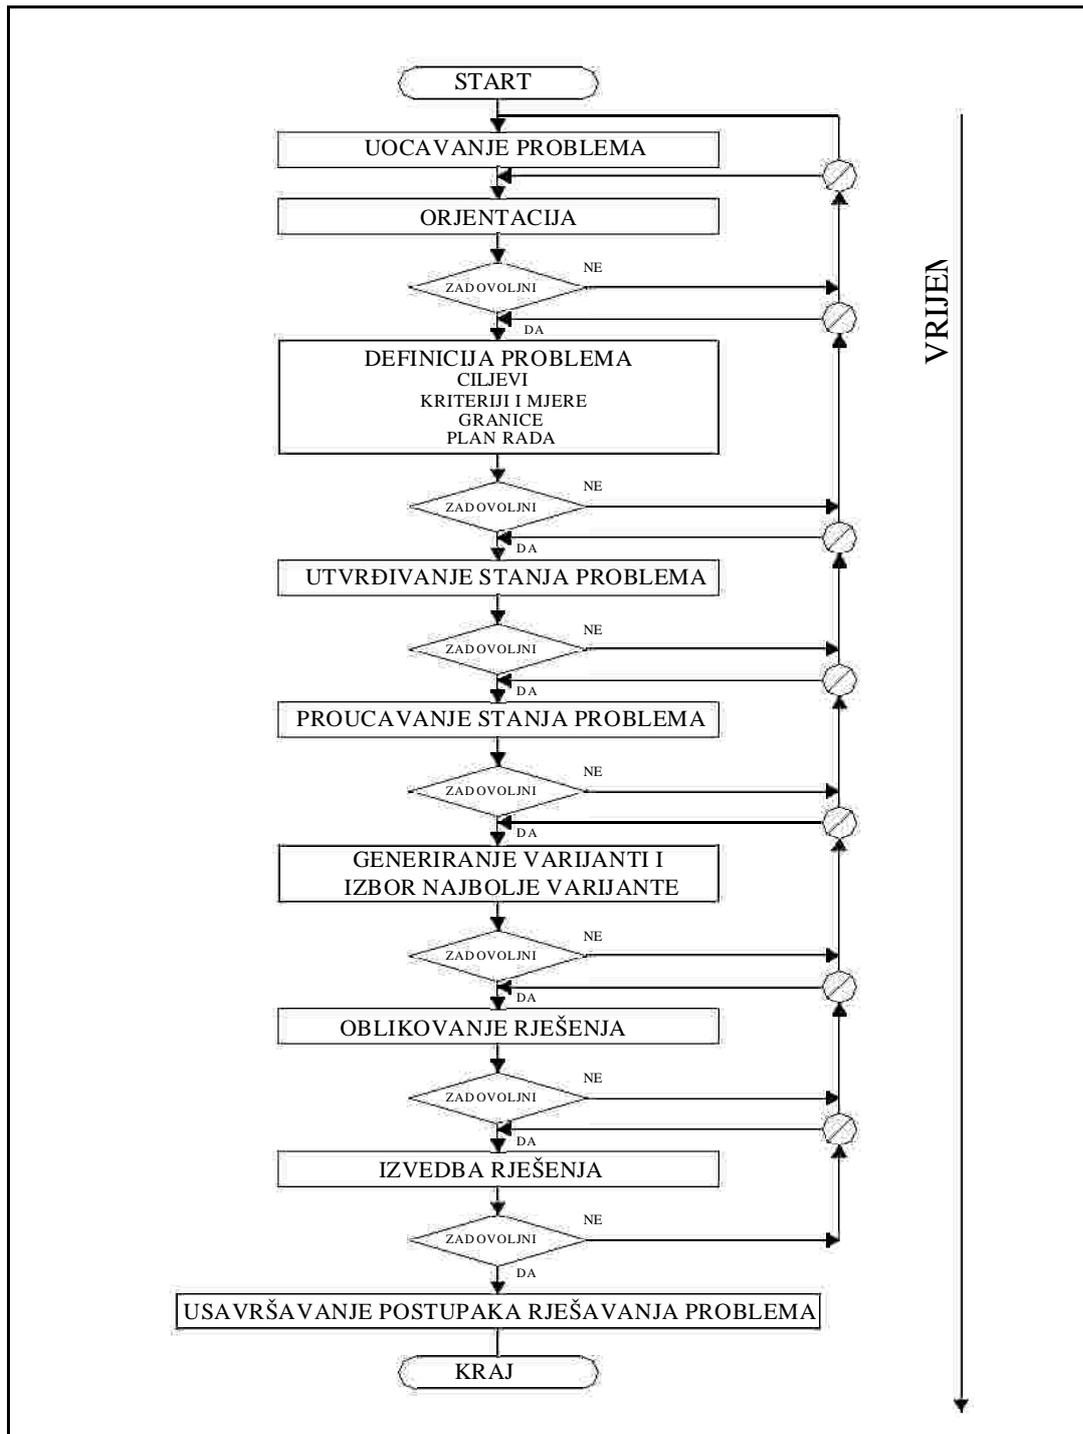 START
UOCAVANJE PROBLEMA
ORJENTACIJA
ZADOVOLJNI
NE
DA
DEFINICIJA PROBLEMA
CILJEVI
KRITERIJI I MJERE
GRANICE
PLAN RADA
ZADOVOLJNI
NE
DA
UTVRĐIVANJE STANJA PROBLEMA
ZADOVOLJNI
NE
DA
PROUCAVANJE STANJA PROBLEMA
ZADOVOLJNI
NE
DA
GENERIRANJE VARIJANTI I
IZBOR NAJBOLJE VARIJANTE
ZADOVOLJNI
NE
DA
OBLIKOVANJE RJEŠENJA
ZADOVOLJNI
NE
DA
IZVEDBA RJEŠENJA
ZADOVOLJNI
NE
DA
USAVRŠAVANJE POSTUPAKA RJEŠAVANJA PROBLEMA
KRAJ
VRIJEN